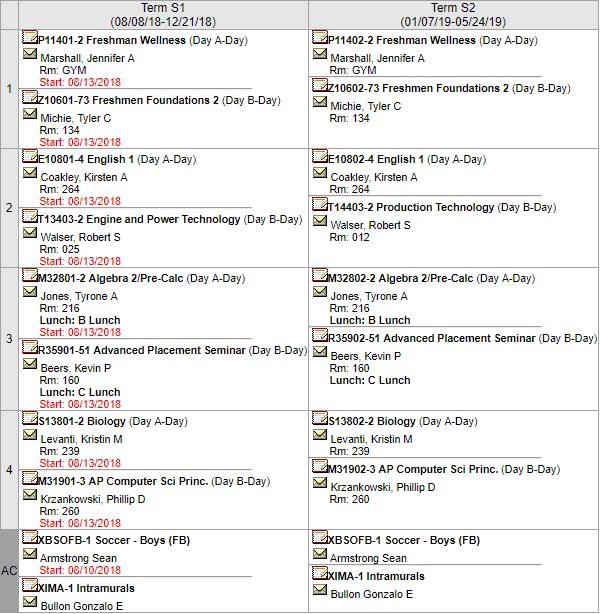 Term S1
(08/08/18-12/21/18)
Term S2
(01/07/19-05/24/19)
1
P11401-2 Freshman Wellness (Day A-Day)
Marshall, Jennifer A
Rm: GYM
Start: 08/13/2018
Z10601-73 Freshmen Foundations 2 (Day B-Day)
Michie, Tyler C
Rm: 134
Start: 08/13/2018
P11402-2 Freshman Wellness (Day A-Day)
Marshall, Jennifer A
Rm: GYM
Z10602-73 Freshmen Foundations 2 (Day B-Day)
Michie, Tyler C
Rm: 134
2
E10801-4 English 1 (Day A-Day)
Coakley, Kirsten A
Rm: 264
Start: 08/13/2018
T13403-2 Engine and Power Technology (Day B-Day)
Walser, Robert S
Rm: 025
Start: 08/13/2018
E10802-4 English 1 (Day A-Day)
Coakley, Kirsten A
Rm: 264
T14403-2 Production Technology (Day B-Day)
Walser, Robert S
Rm: 012
3
M32801-2 Algebra 2/Pre-Calc (Day A-Day)
Jones, Tyrone A
Rm: 216
Lunch: B Lunch
Start: 08/13/2018
R35901-51 Advanced Placement Seminar (Day B-Day)
Beers, Kevin P
Rm: 160
Lunch: C Lunch
Start: 08/13/2018
M32802-2 Algebra 2/Pre-Calc (Day A-Day)
Jones, Tyrone A
Rm: 216
Lunch: B Lunch
R35902-51 Advanced Placement Seminar (Day B-Day)
Beers, Kevin P
Rm: 160
Lunch: C Lunch
4
S13801-2 Biology (Day A-Day)
Levanti, Kristin M
Rm: 239
Start: 08/13/2018
M31901-3 AP Computer Sci Princ. (Day B-Day)
Krzankowski, Phillip D
Rm: 260
Start: 08/13/2018
S13802-2 Biology (Day A-Day)
Levanti, Kristin M
Rm: 239
M31902-3 AP Computer Sci Princ. (Day B-Day)
Krzankowski, Phillip D
Rm: 260
AC
XBSOFB-1 Soccer - Boys (FB)
Armstrong Sean
Start: 08/10/2018
XIMA-1 Intramurals
Bullon Gonzalo E
XBSOFB-1 Soccer - Boys (FB)
Armstrong Sean
XIMA-1 Intramurals
Bullon Gonzalo E